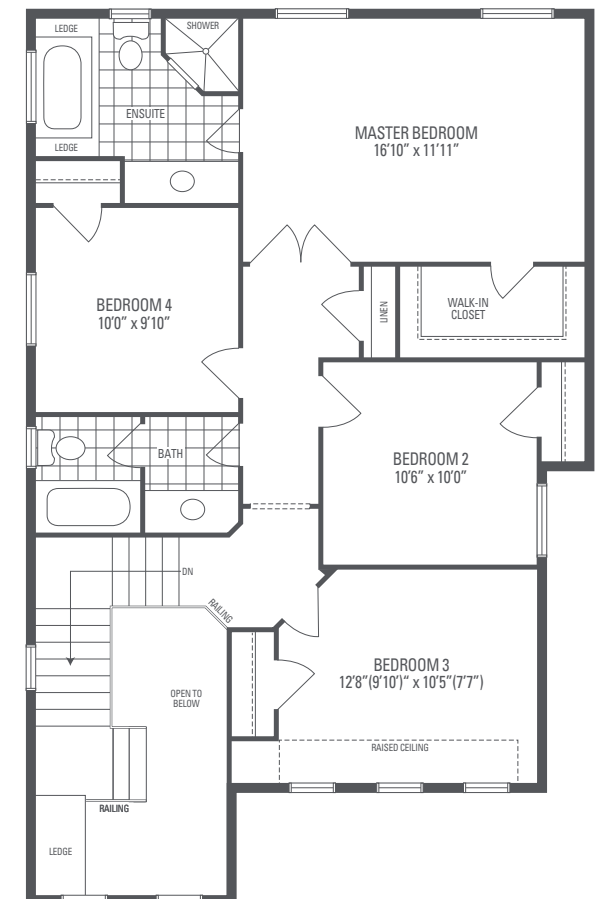 LEDGE
SHOWER
ENSUITE
LEDGE
MASTER BEDROOM
16'10" x 11'11"
BEDROOM 4
10'0" x 9'10"
LINEN
WALK-IN
CLOSET
BATH
BEDROOM 2
10'6" x 10'0"
DN
RAILING
BEDROOM 3
12'8"(9'10')" x 10'5"(7'7")
OPEN TO
BELOW
RAISED CEILING
RAILING
LEDGE